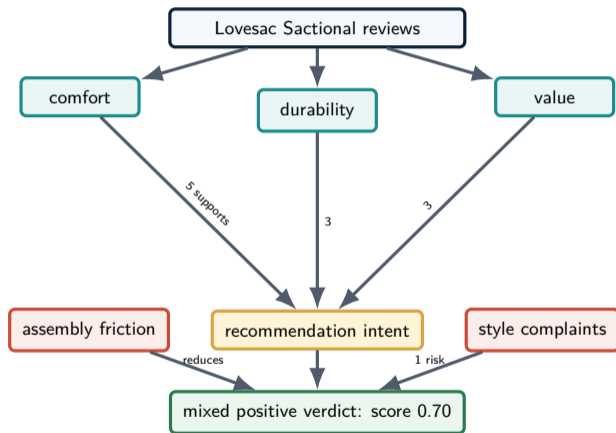 Lovesac Sactional reviews
comfort
durability
value
5 supports
3
3
assembly friction
recommendation intent
style complaints
reduces
1 risk
mixed positive verdict: score 0.70